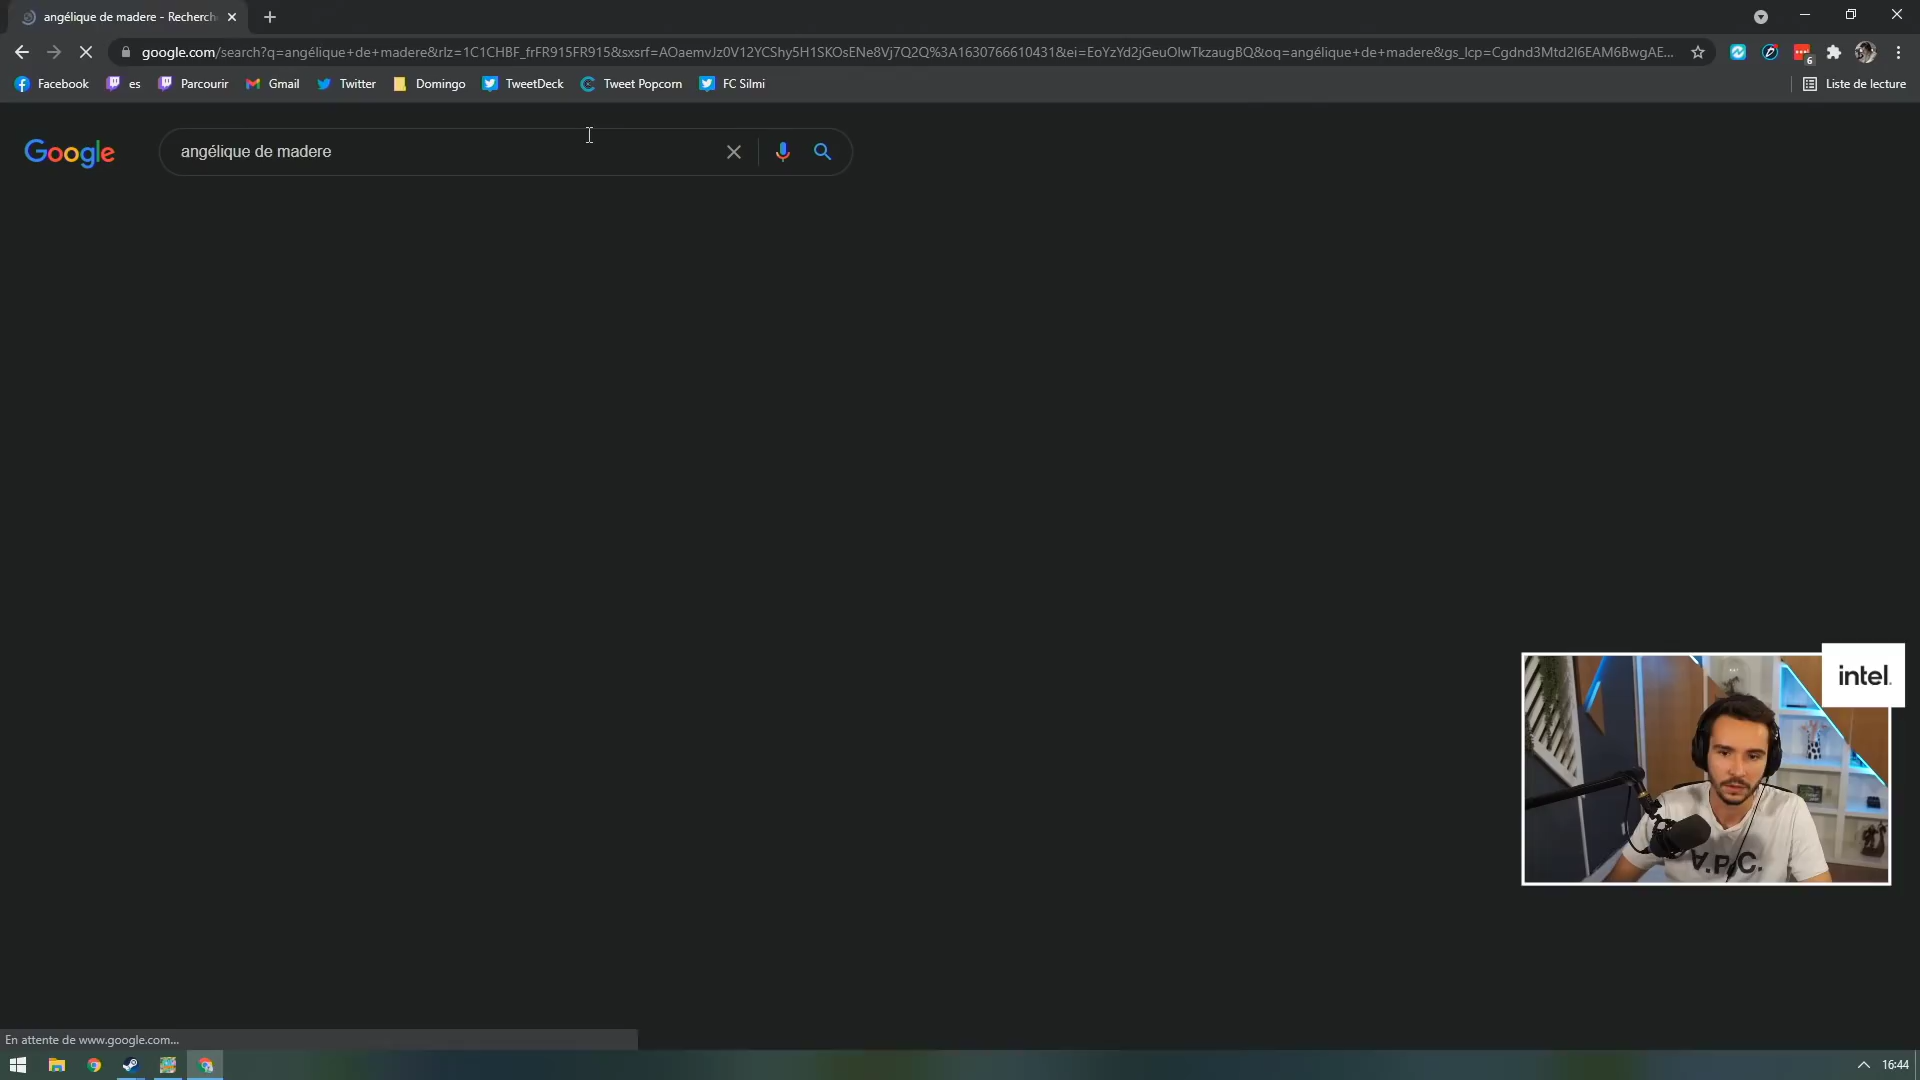 angélique de madere - Recherch
google.com/search?q=angélique+de+madere&rlz=1C1CHBF_frFR915FR915&sxsrf=AOaemvJz0V12YCShy5H1SKOsENe8Vj7Q2Q%3A1630766610431&ei=EoYzYd2jGeuOlwTkzaugBQ&oq=angélique+de+madere&gs_lcp=Cgdnd3Mtd2l6EAM6BwgAE...
6
Facebook
es
Parcourir
Gmail
Twitter
Domingo
TweetDeck
Tweet Popcorn
FC Silmi
Liste de lecture
Google
angélique de madere
intel.
A.P.C.
En attente de www.google.com...
16:44